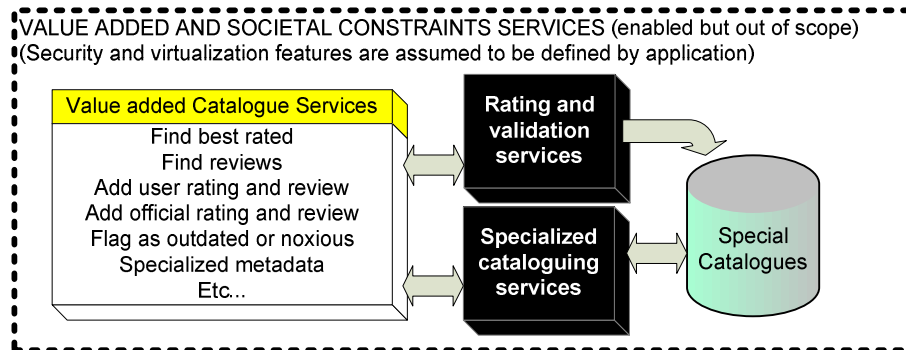 VALUE ADDED AND SOCIETAL CONSTRAINTS SERVICES (enabled but out of scope)
(Security and virtualization features are assumed to be defined by application)
Value added Catalogue Services
Find best rated
Find reviews
Add user rating and review
Add official rating and review
Flag as outdated or noxious
Specialized metadata
Etc...
Rating and
validation
services
Specialized
cataloguing
services
Special
Catalogues